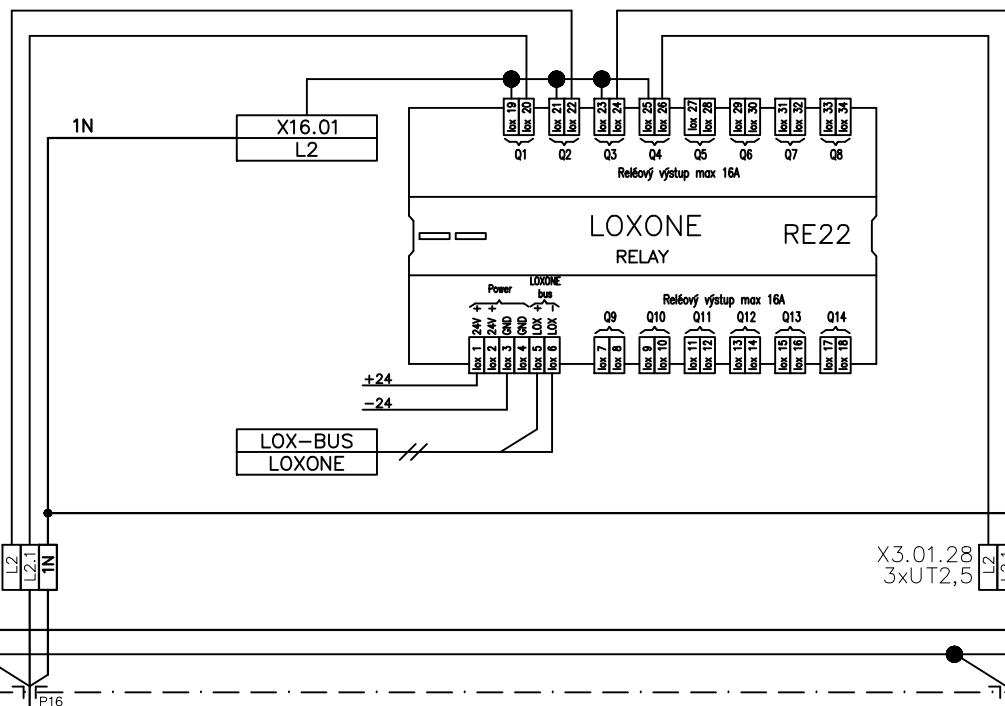 1N
X16.01
L2
lox 19
lox 20
lox 21
lox 22
lox 23
lox 24
lox 25
lox 26
lox 27
lox 28
lox 29
lox 30
lox 31
lox 32
lox 33
lox 34
Q1 Q2 Q3 Q4 Q5 Q6 Q7 Q8
Reléový výstup max 16A
LOXONE
RELAY
RE22
Power
LOXONE
bus
24V +
24V +
GND
GND
LOX +
LOX -
lox 1
lox 2
lox 3
lox 4
lox 5
lox 6
Reléový výstup max 16A
Q9 Q10 Q11 Q12 Q13 Q14
lox 7
lox 8
lox 9
lox 10
lox 11
lox 12
lox 13
lox 14
lox 15
lox 16
lox 17
lox 18
+24
-24
LOX-BUS
LOXONE
L2
L2.1
1N
X3.01.28
3xUT2,5
L2
L2.1
P16